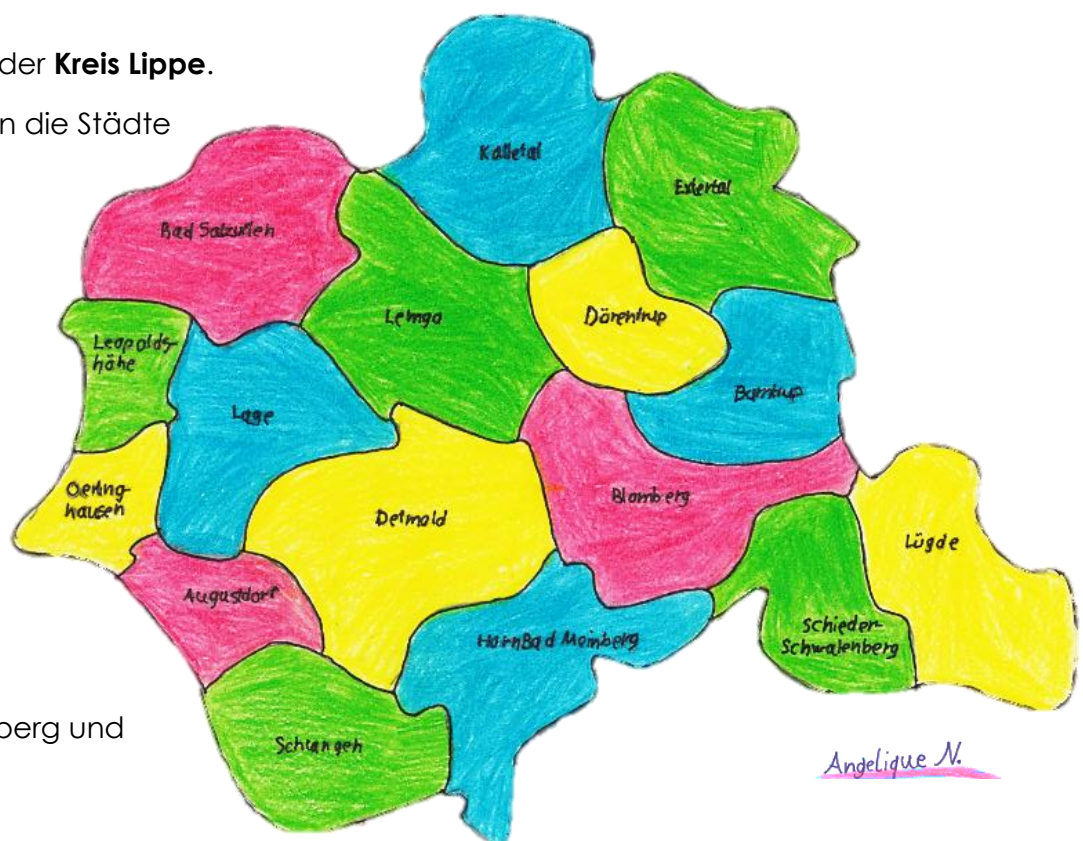 der Kreis Lippe.
n die Städte
Kalletal
Extertal
Bad Salzuflen
Lemgo
Dörentrup
Leopolds-
höhe
Barntrup
Lage
Blomberg
Oerling-
hausen
Detmold
Lügde
Augustdorf
Schieder-
Schwalenberg
Horn Bad Meinberg
Schlangen
berg und
Angelique N.